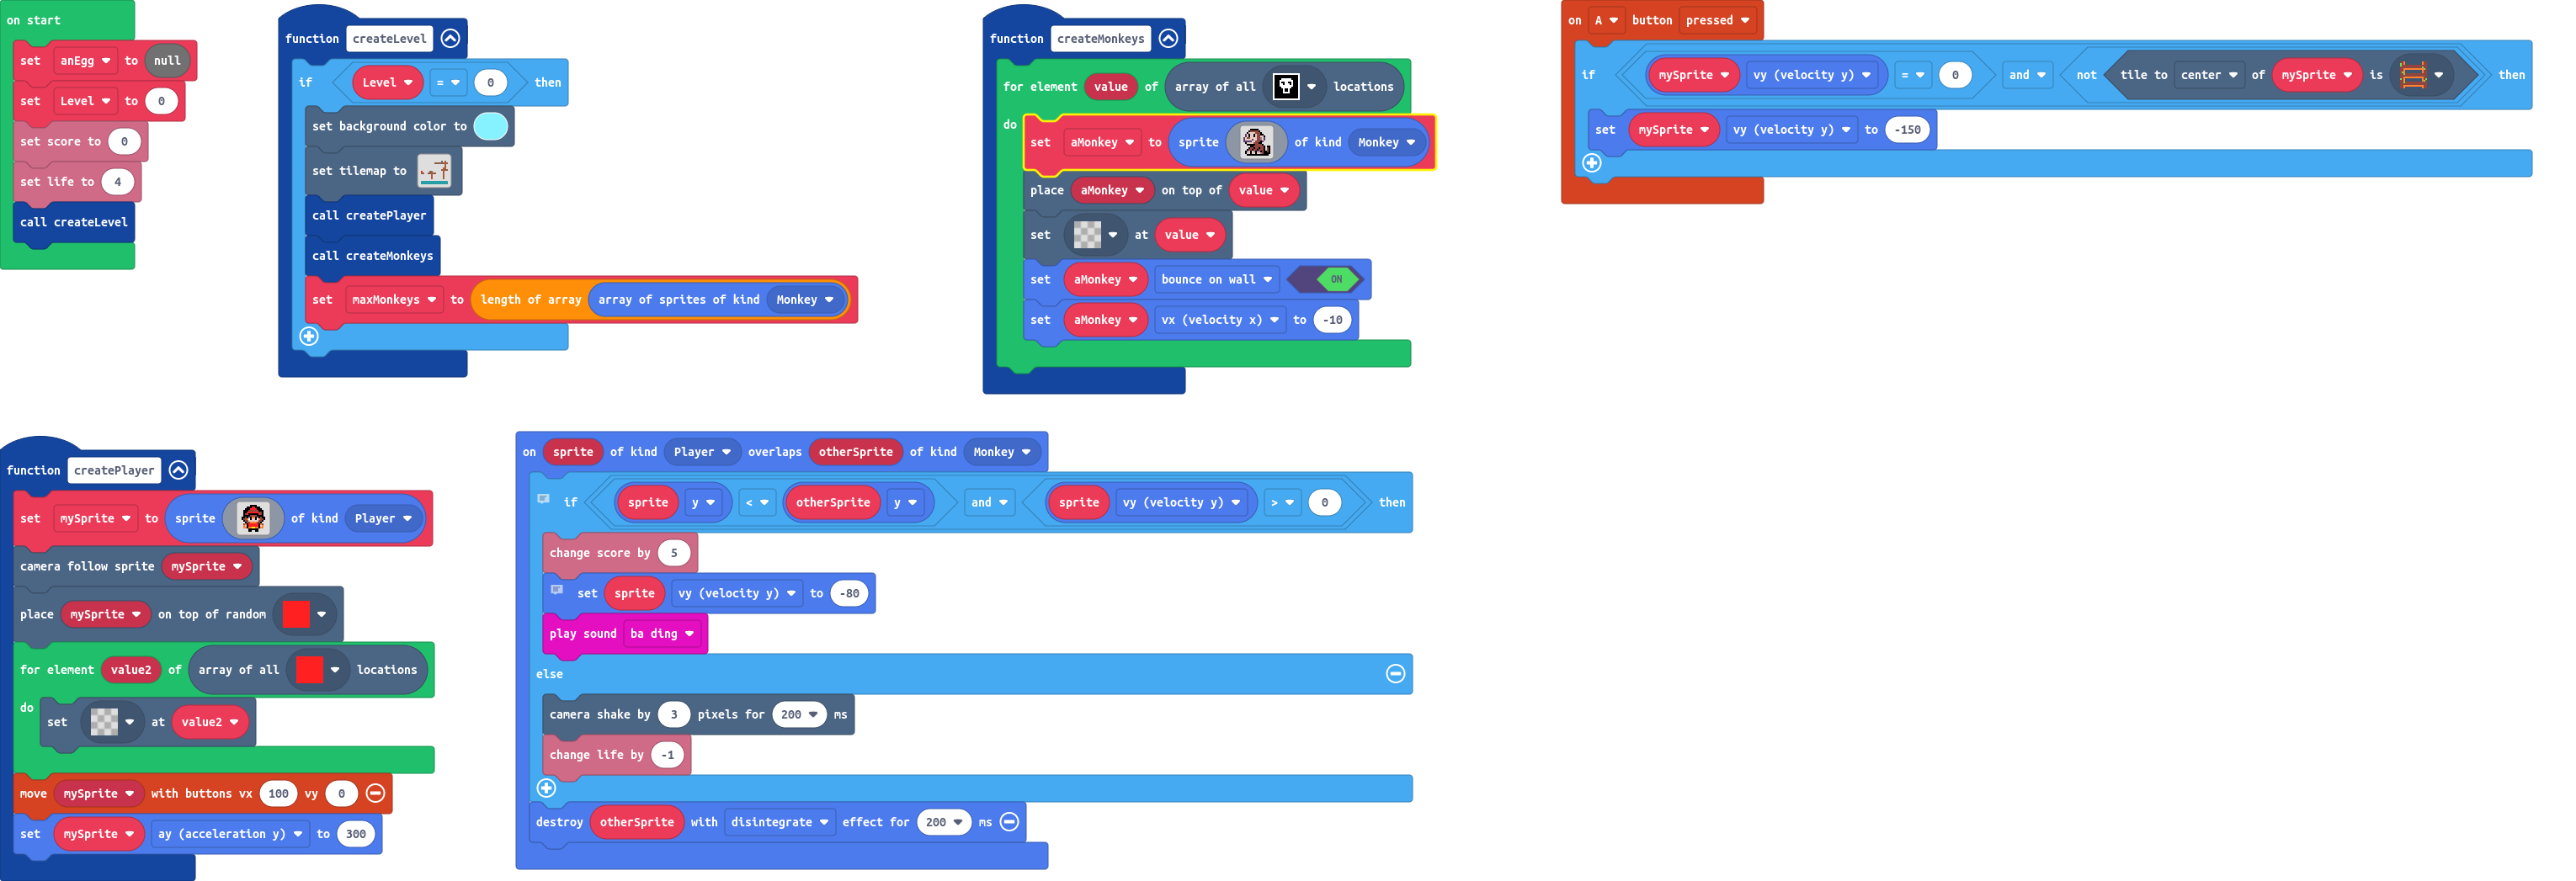 on start
set anEgg to null
set Level to 0
set score to 0
set life to 4
call createLevel
function createLevel
if Level = 0 then
set background color to
set tilemap to
call createPlayer
call createMonkeys
set maxMonkeys to length of array array of sprites of kind Monkey
function createMonkeys
for element value of array of all locations
do
set aMonkey to sprite of kind Monkey
place aMonkey on top of value
set at value
set aMonkey bounce on wall ON
set aMonkey vx (velocity x) to -10
on A button pressed
if mySprite vy (velocity y) = 0 and not tile to center of mySprite is then
set mySprite vy (velocity y) to -150
function createPlayer
set mySprite to sprite of kind Player
camera follow sprite mySprite
place mySprite on top of random
for element value2 of array of all locations
do
set at value2
move mySprite with buttons vx 100 vy 0
set mySprite ay (acceleration y) to 300
on sprite of kind Player overlaps otherSprite of kind Monkey
if sprite y < otherSprite y and sprite vy (velocity y) > 0 then
change score by 5
set sprite vy (velocity y) to -80
play sound ba ding
else
camera shake by 3 pixels for 200 ms
change life by -1
destroy otherSprite with disintegrate effect for 200 ms